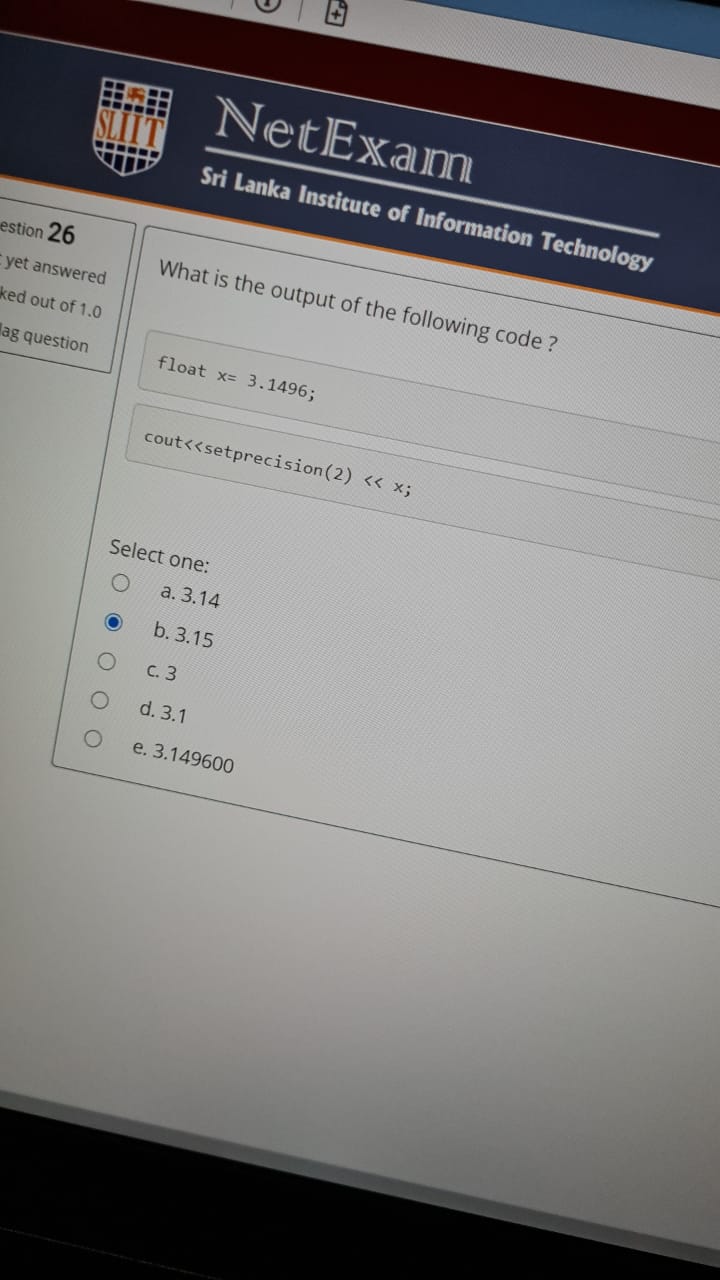 SLIIT
NetExam
Sri Lanka Institute of Information Technology
estion 26
yet answered
ked out of 1.0
lag question
What is the output of the following code ?
float x= 3.1496;
cout<<setprecision(2) << x;
Select one:
a. 3.14
b. 3.15
c. 3
d. 3.1
e. 3.149600